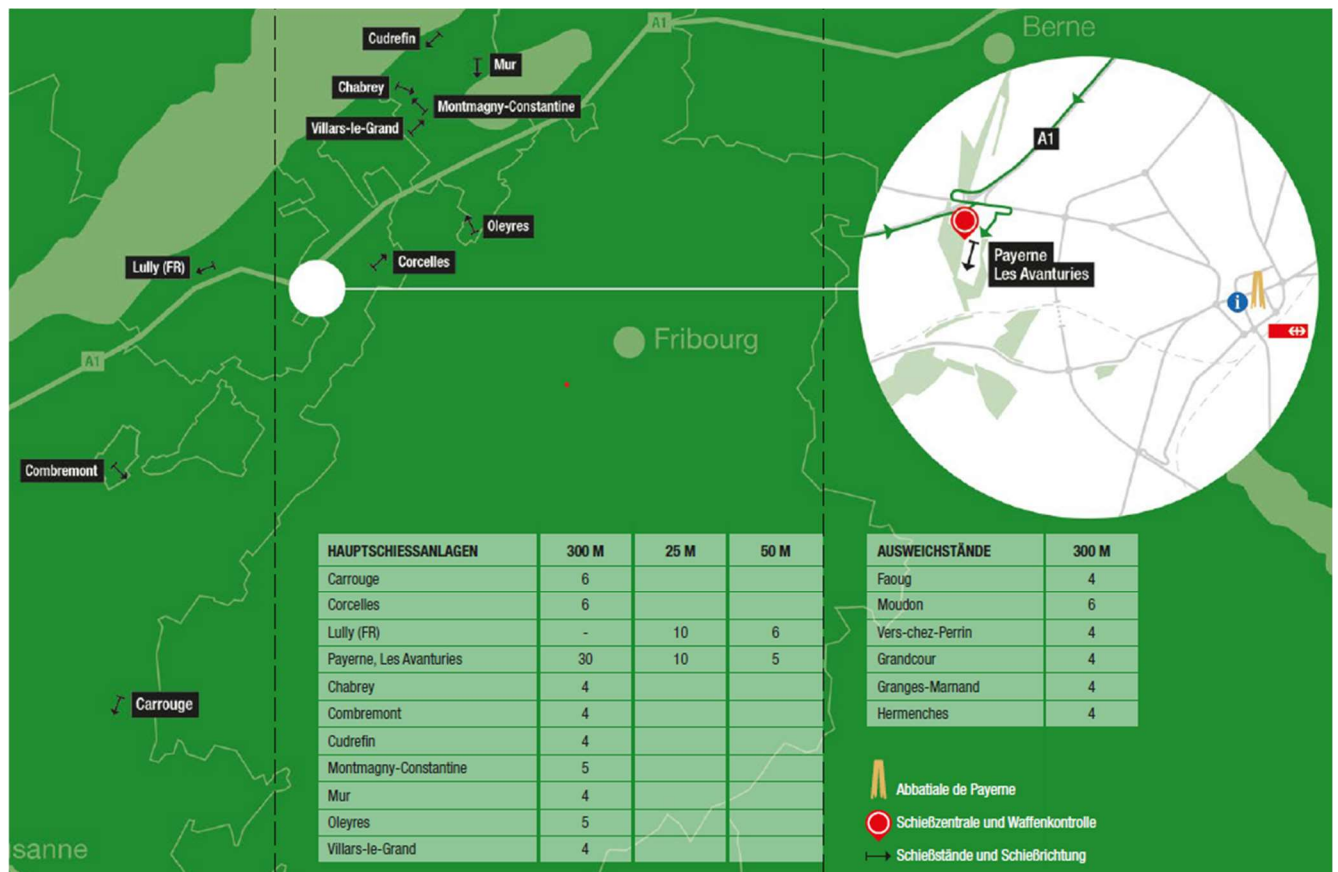 A1
Berne
Cudrefin
Mur
Chabrey
Montmagny-Constantine
Villars-le-Grand
A1
Oleyres
Corcelles
Lully (FR)
Payerne
Les Avanturies
i
Fribourg
A1
Combremont
Carrouge
sanne
HAUPTSCHIESSANLAGEN 300 M 25 M 50 M
Carrouge 6
Corcelles 6
Lully (FR) - 10 6
Payerne, Les Avanturies 30 10 5
Chabrey 4
Combremont 4
Cudrefin 4
Montmagny-Constantine 5
Mur 4
Oleyres 5
Villars-le-Grand 4
AUSWEICHSTÄNDE 300 M
Faoug 4
Moudon 6
Vers-chez-Perrin 4
Grandcour 4
Granges-Marnand 4
Hermenches 4
Abbatiale de Payerne
Schießzentrale und Waffenkontrolle
Schießstände und Schießrichtung